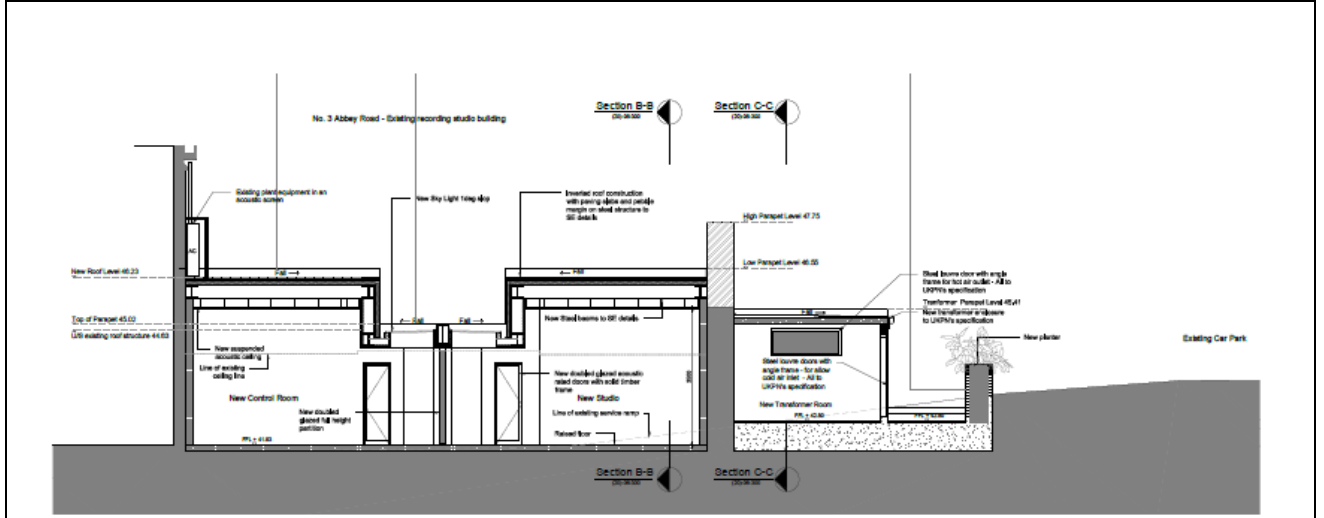 Section B-B
Section C-C
No. 3 Abbey Road - Existing recording studio building
Existing plant equipment in an
acoustic screen
New Sky Light 1deg slop
Inverted roof construction
with paving slabs and pebble
margin on steel structure to
SE details
High Parapet Level 47.75
AC
New Roof Level 46.23
Fall
Fall
Low Parapet Level 46.55
Steel louvre door with angle
frame for hot air outlet - All to
UKPN's specification
Top of Parapet 45.02
Fall
Fall
New Steel beams to SE details
Fall
Tranformer Parapet Level 45.41
New transformer enclosure
to UKPN's specification
U/S existing roof structure 44.63
New planter
Existing Car Park
New suspended
acoustic ceiling
Line of existing
ceiling line
Steel louvre doors with
angle frame - for allow
cold air inlet - All to
UKPN's specification
New doubled glazed acoustic
rated doors with solid timber
frame
New Control Room
New Studio
New Transformer Room
New doubled
glazed full height
partition
Line of existing service ramp
Raised floor
Section B-B
Section C-C